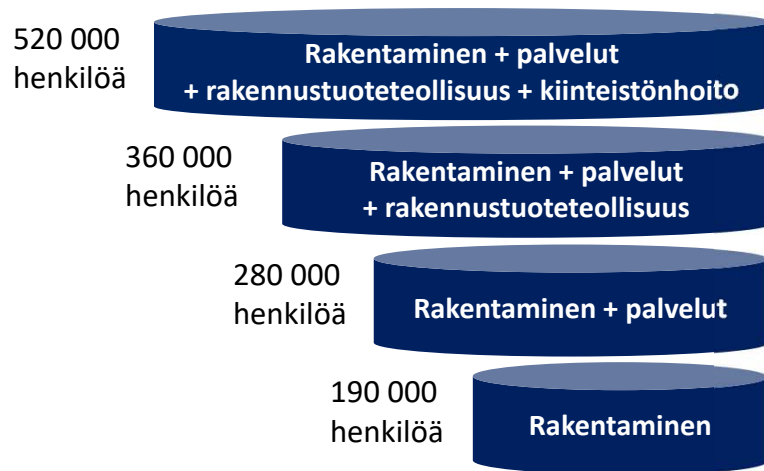 520 000
henkilöä
Rakentaminen + palvelut
+ rakennustuoteteollisuus + kiinteistönhoito
360 000
henkilöä
Rakentaminen + palvelut
+ rakennustuoteteollisuus
280 000
henkilöä
Rakentaminen + palvelut
190 000
henkilöä
Rakentaminen